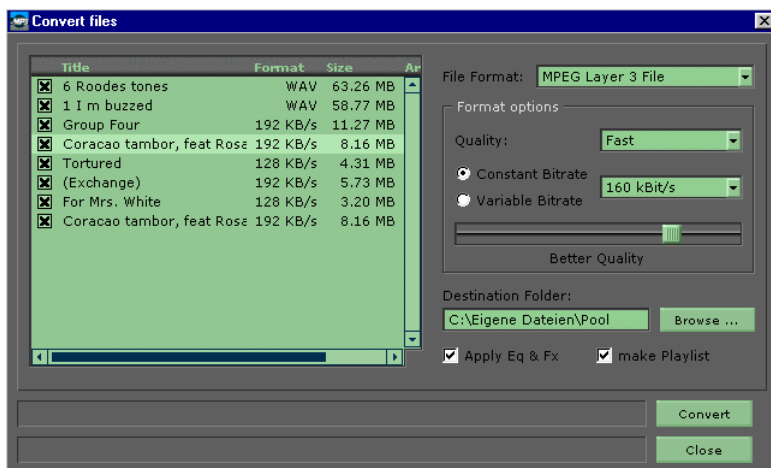 Convert files
Title Format Size Ar
6 Roodes tones WAV 63.26 MB
1 I m buzzed WAV 58.77 MB
Group Four 192 KB/s 11.27 MB
Coracao tambor, feat Rosa 192 KB/s 8.16 MB
Tortured 128 KB/s 4.31 MB
(Exchange) 192 KB/s 5.73 MB
For Mrs. White 128 KB/s 3.20 MB
Coracao tambor, feat Rosa 192 KB/s 8.16 MB
File Format: MPEG Layer 3 File
Format options
Quality: Fast
Constant Bitrate
160 kBit/s
Variable Bitrate
Better Quality
Destination Folder:
C:\Eigene Dateien\Pool Browse ...
Apply Eq & Fx make Playlist
Convert
Close